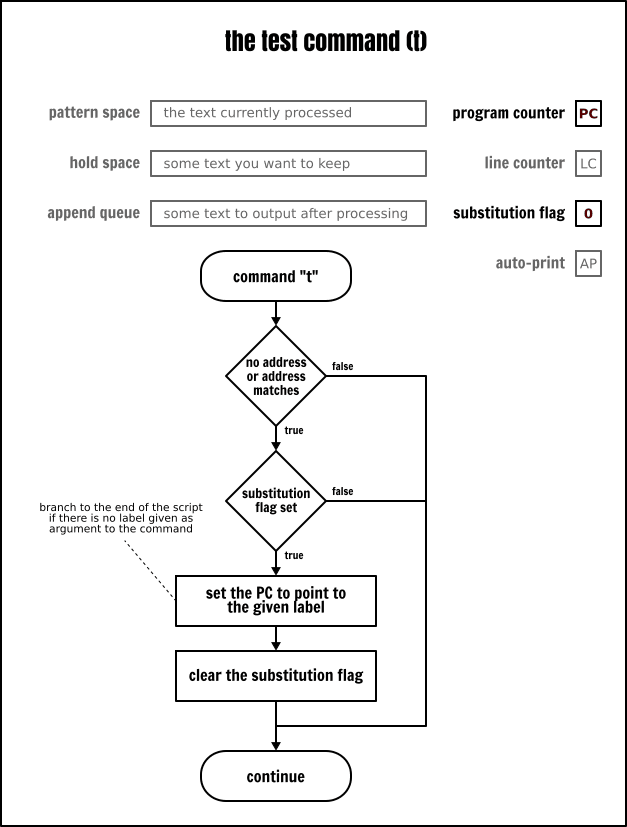 the test command (t)
pattern space
the text currently processed
program counter
PC
hold space
some text you want to keep
line counter
LC
append queue
some text to output after processing
substitution flag
0
auto-print
AP
command "t"
no address
or address
matches
false
true
substitution
flag set
false
true
branch to the end of the script
if there is no label given as
argument to the command
set the PC to point to
the given label
clear the substitution flag
continue